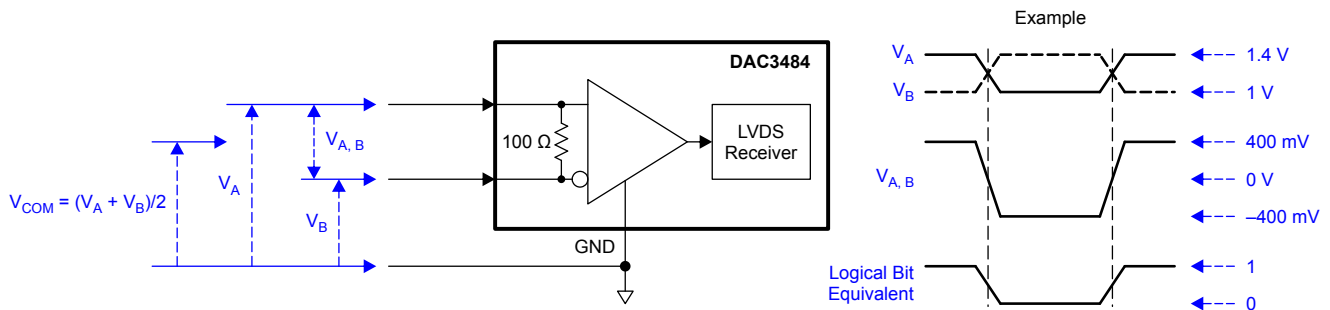 Example
DAC3484
V_A
1.4 V
V_B
1 V
100 Ω
LVDS
Receiver
V_A, B
V_A
V_COM = (V_A + V_B)/2
V_B
GND
400 mV
V_A, B
0 V
–400 mV
Logical Bit
Equivalent
1
0